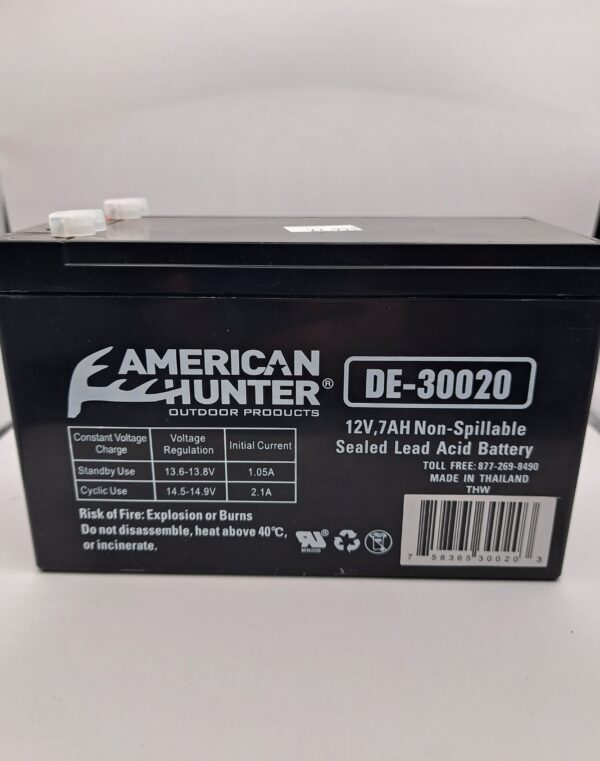 AMERICAN
HUNTER®
OUTDOOR PRODUCTS
DE-30020
12V,7AH Non-Spillable
Sealed Lead Acid Battery
TOLL FREE: 877-269-8490
MADE IN THAILAND
THW
Constant Voltage Charge Voltage Regulation Initial Current
Standby Use 13.6-13.8V 1.05A
Cyclic Use 14.5-14.9V 2.1A
Risk of Fire: Explosion or Burns
Do not disassemble, heat above 40°C,
or incinerate,
7 58365 30020 3